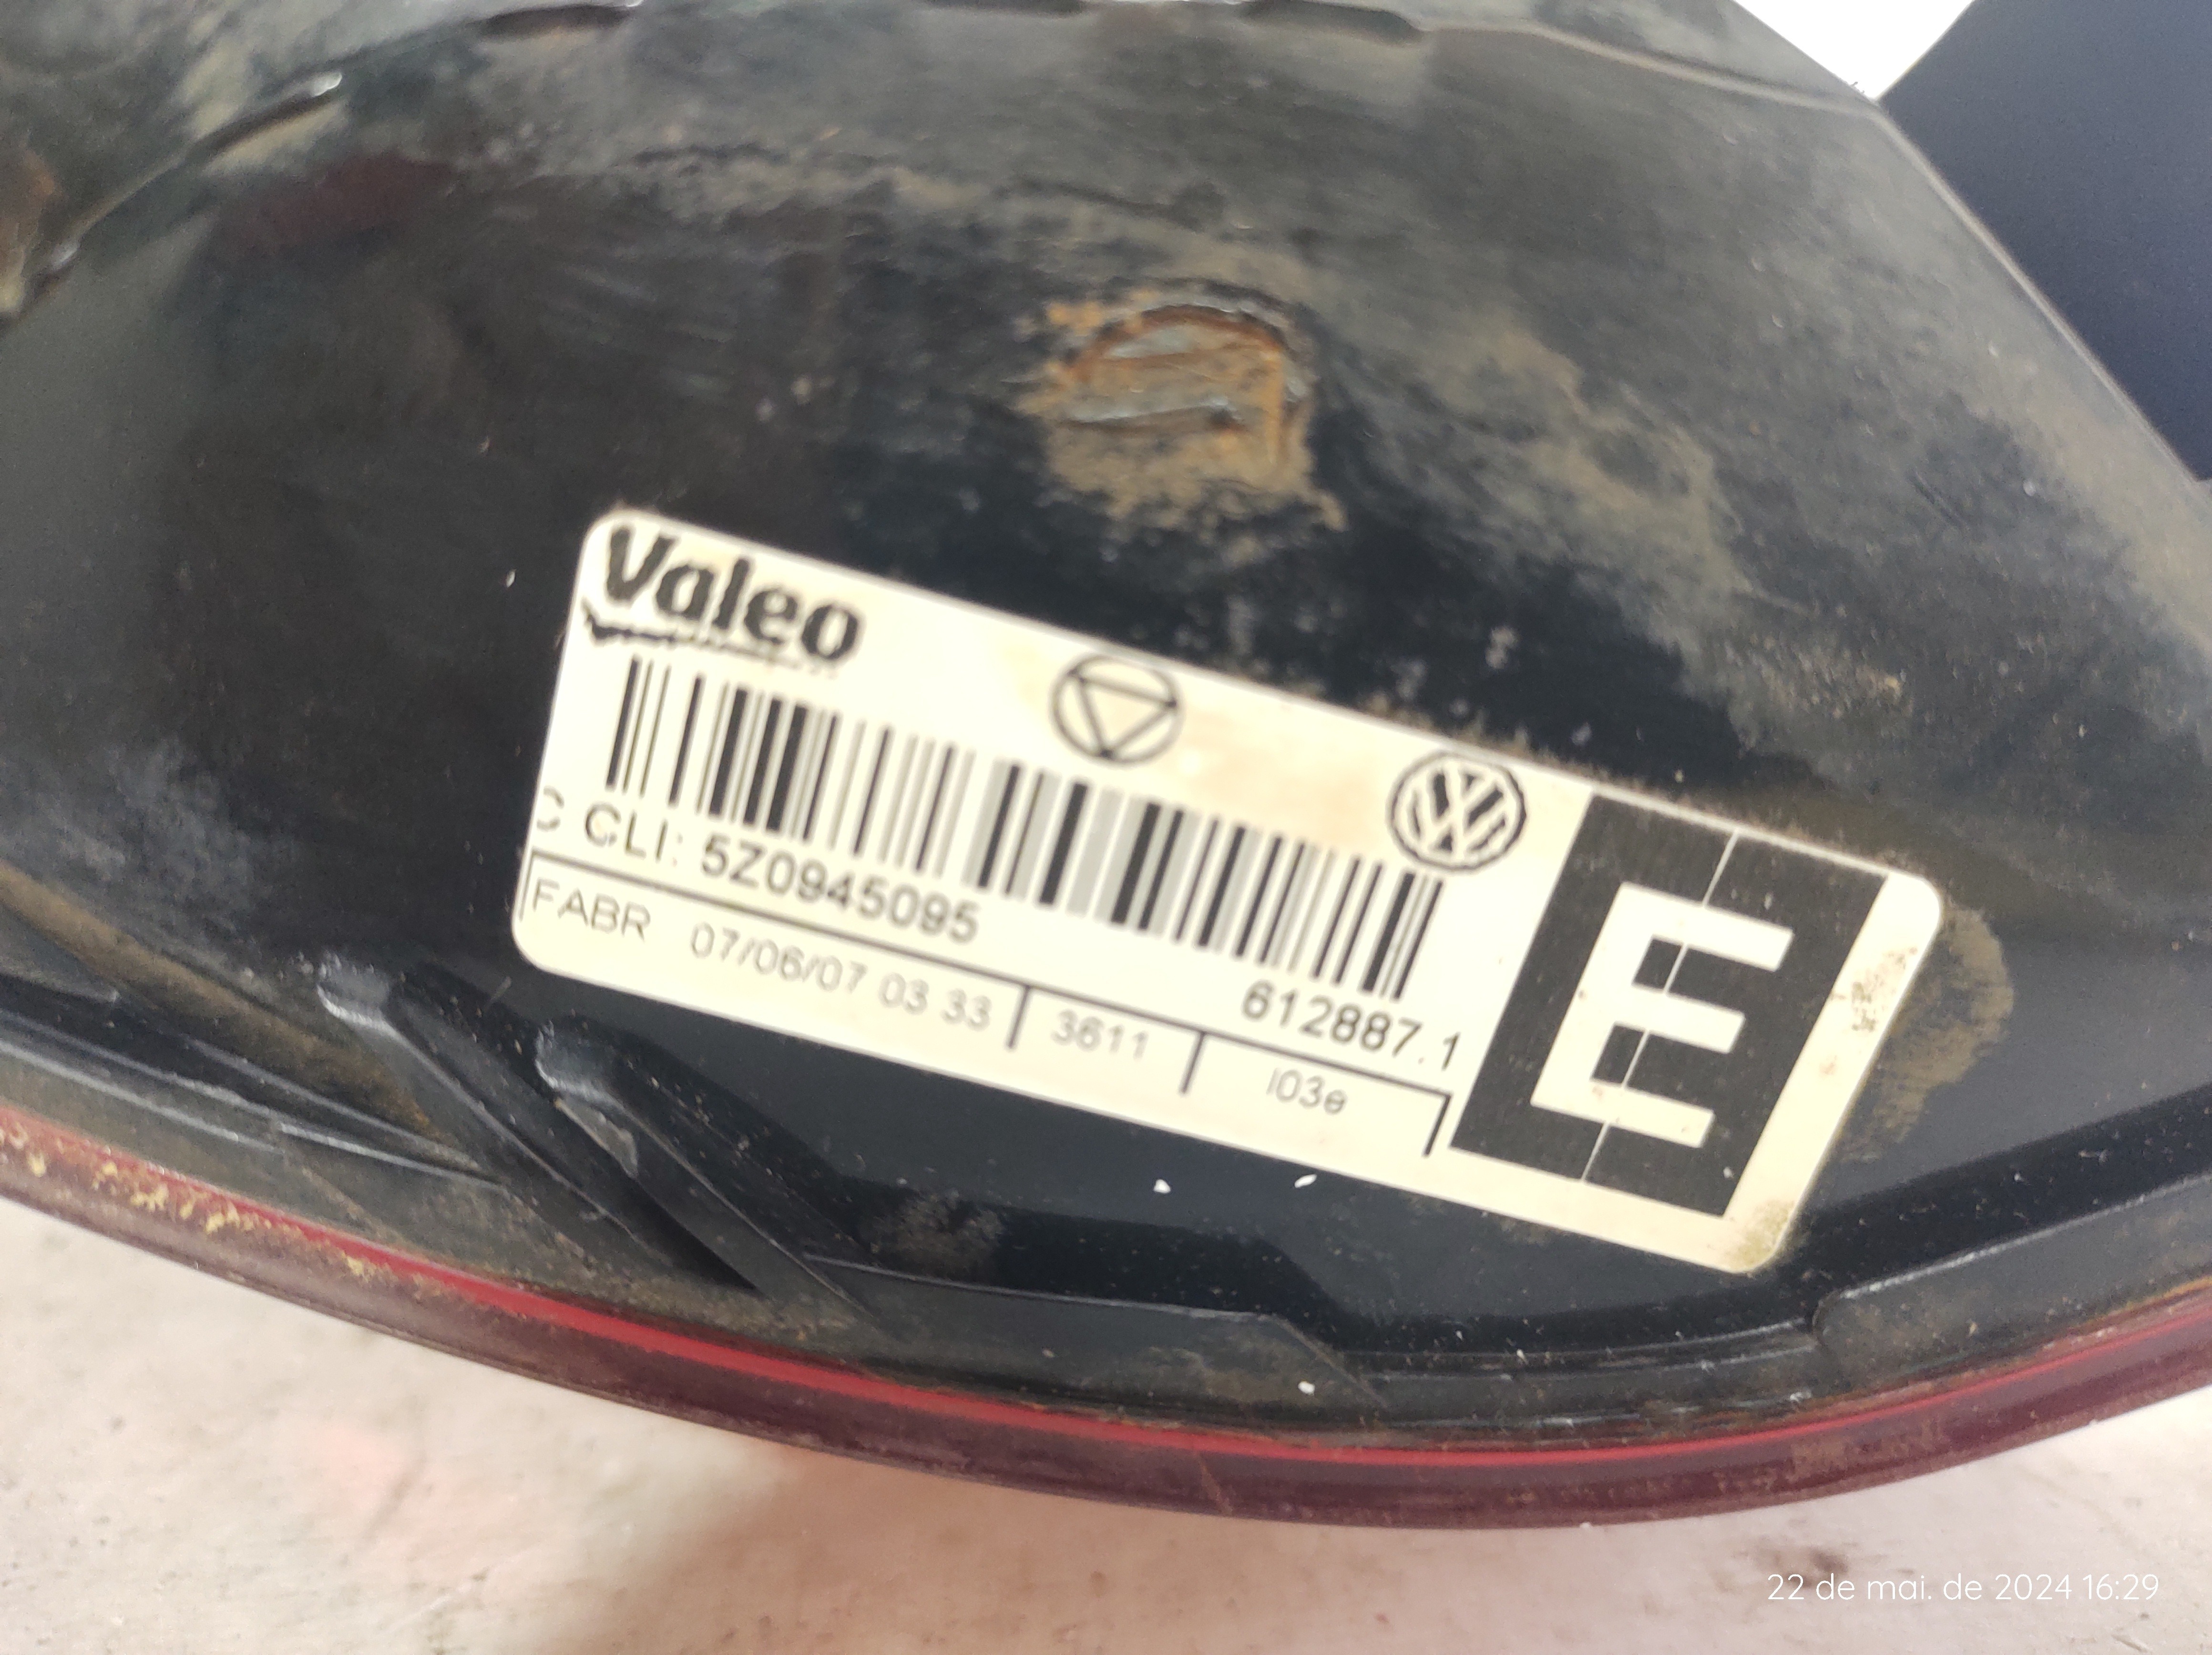 Valeo
C CLI: 5Z0945095
612887.1
E
FABR 07/06/07 03 33 3611 I03e
22 de mai. de 2024 16:29